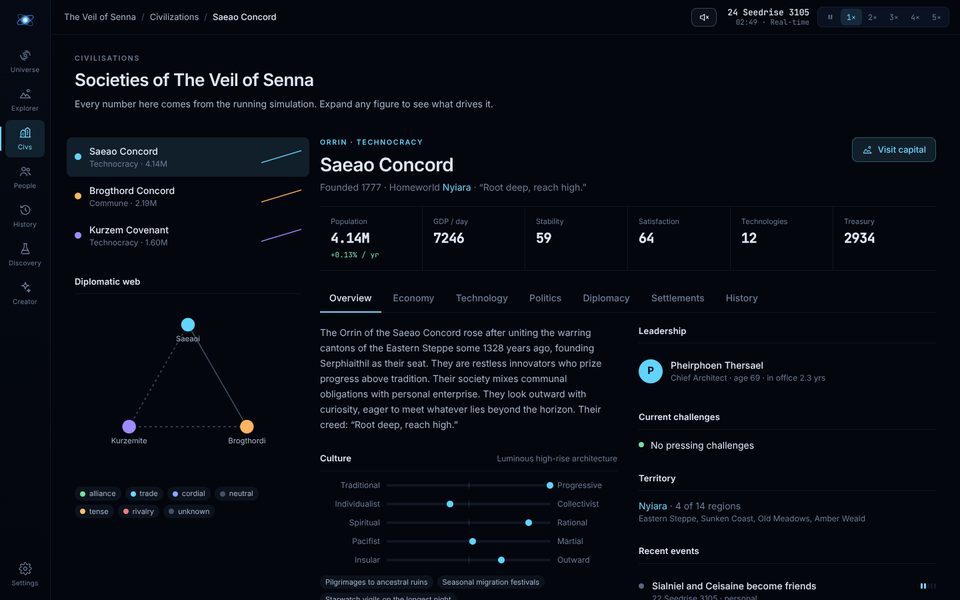 The Veil of Senna / Civilizations / Saeao Concord
24 Seedrise 3105
02:49 · Real-time
1× 2× 3× 4× 5×
Universe
Explorer
Civs
People
History
Discovery
Creator
Settings
CIVILISATIONS
Societies of The Veil of Senna
Every number here comes from the running simulation. Expand any figure to see what drives it.
Saeao Concord
Technocracy · 4.14M
Brogthord Concord
Commune · 2.19M
Kurzem Covenant
Technocracy · 1.60M
Diplomatic web
Saeaoi
Kurzemite
Brogthordi
alliance
trade
cordial
neutral
tense
rivalry
unknown
ORRIN · TECHNOCRACY
Saeao Concord
Founded 1777 · Homeworld Nyiara · “Root deep, reach high.”
Visit capital
Population
4.14M
+0.13% / yr
GDP / day
7246
Stability
59
Satisfaction
64
Technologies
12
Treasury
2934
Overview
Economy
Technology
Politics
Diplomacy
Settlements
History
The Orrin of the Saeao Concord rose after uniting the warring
cantons of the Eastern Steppe some 1328 years ago, founding
Serphiaithil as their seat. They are restless innovators who prize
progress above tradition. Their society mixes communal
obligations with personal enterprise. They look outward with
curiosity, eager to meet whatever lies beyond the horizon. Their
creed: “Root deep, reach high.”
Culture
Luminous high-rise architecture
Traditional Progressive
Individualist Collectivist
Spiritual Rational
Pacifist Martial
Insular Outward
Pilgrimages to ancestral ruins
Seasonal migration festivals
Starwatch vigils on the longest night
Leadership
P
Pheirphoen Thersael
Chief Architect · age 69 · in office 2.3 yrs
Current challenges
No pressing challenges
Territory
Nyiara · 4 of 14 regions
Eastern Steppe, Sunken Coast, Old Meadows, Amber Weald
Recent events
Sialniel and Ceisaine become friends
22 Seedrise 3105 · personal